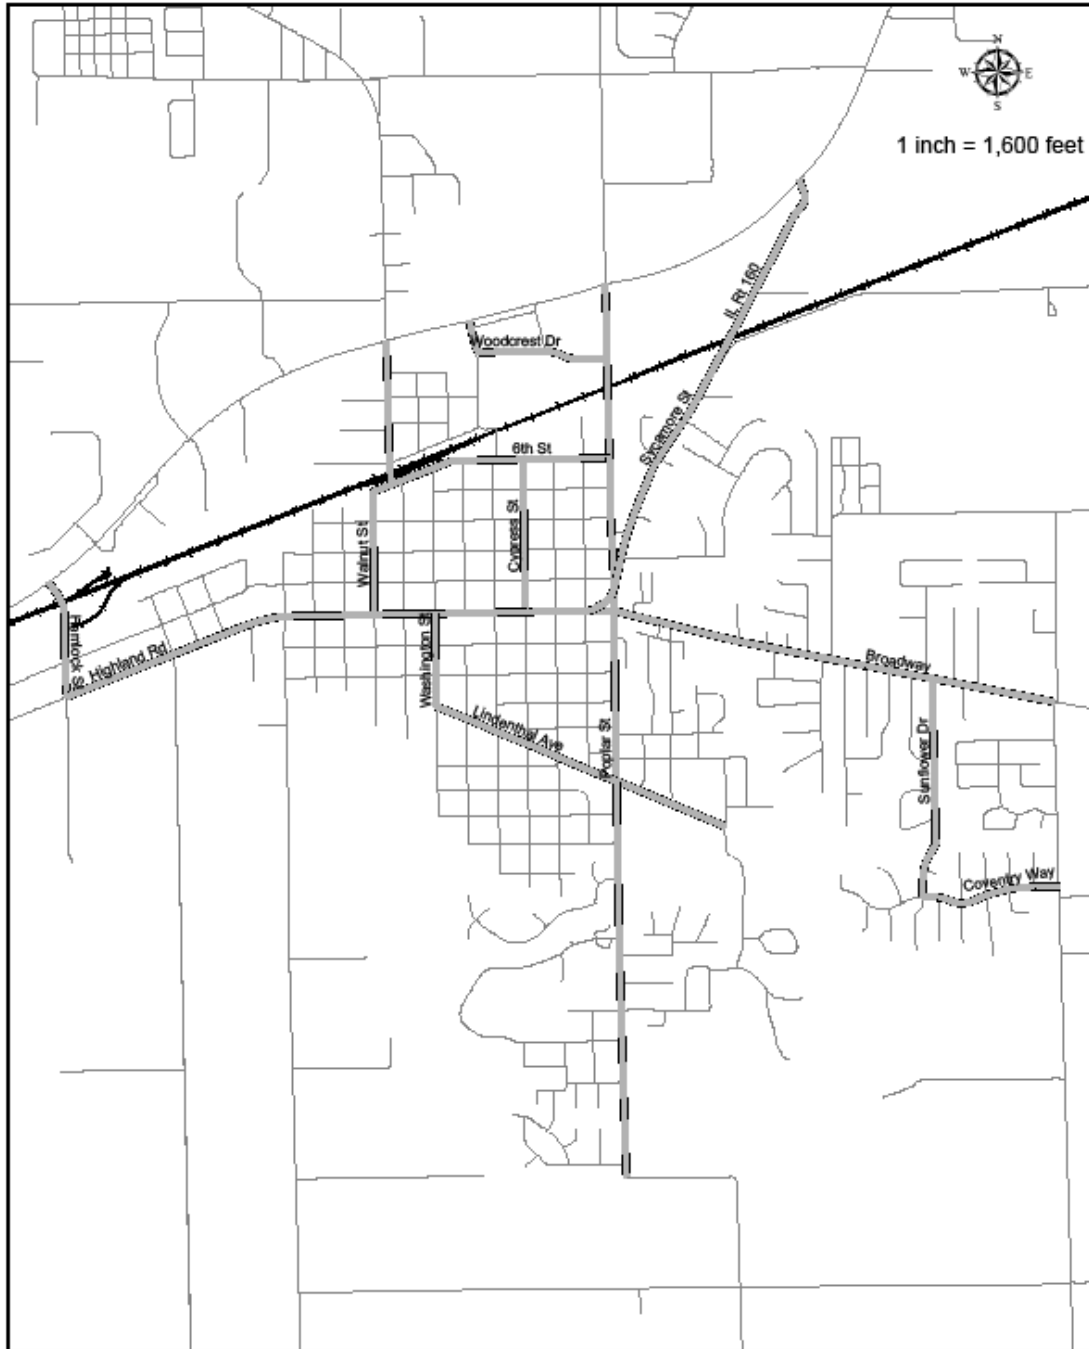 N
W E
S
1 inch = 1,600 feet
IL Rt 160
Woodcrest Dr
Sycamore St
6th St
Cypress St
Walnut St
Hemlock St
Highland Rd
Washington St
Broadway
Lindenthal Ave
Poplar St
Sunflower Dr
Coventry Way